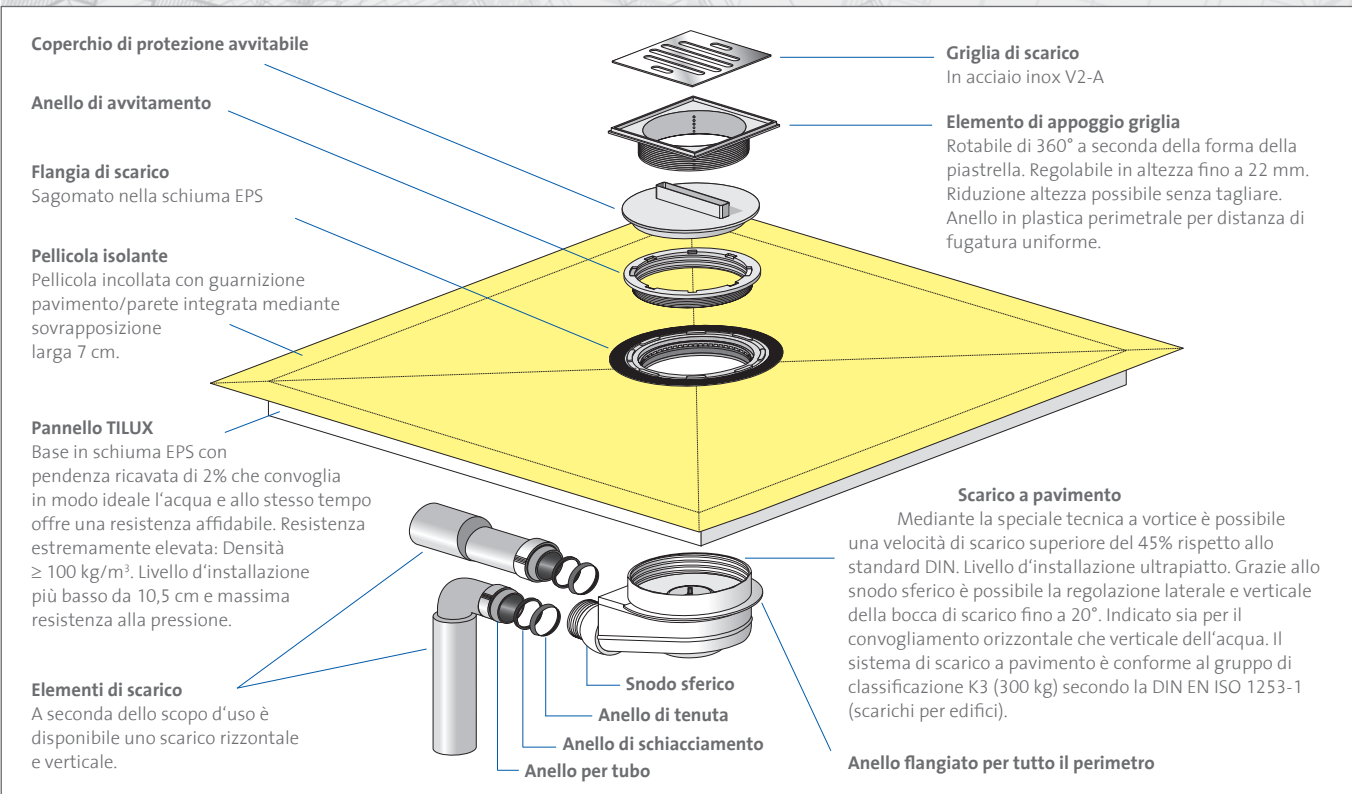 Coperchio di protezione avvitabile
Anello di avvitamento
Flangia di scarico
Sagomato nella schiuma EPS
Pellicola isolante
Pellicola incollata con guarnizione
pavimento/parete integrata mediante
sovrapposizione
larga 7 cm.
Pannello TILUX
Base in schiuma EPS con
pendenza ricavata di 2% che convoglia
in modo ideale l‘acqua e allo stesso tempo
offre una resistenza affidabile. Resistenza
estremamente elevata: Densità
≥ 100 kg/m³. Livello d‘installazione
più basso da 10,5 cm e massima
resistenza alla pressione.
Elementi di scarico
A seconda dello scopo d‘uso è
disponibile uno scarico rizzontale
e verticale.
Griglia di scarico
In acciaio inox V2-A
Elemento di appoggio griglia
Rotabile di 360° a seconda della forma della
piastrella. Regolabile in altezza fino a 22 mm.
Riduzione altezza possibile senza tagliare.
Anello in plastica perimetrale per distanza di
fugatura uniforme.
Scarico a pavimento
Mediante la speciale tecnica a vortice è possibile
una velocità di scarico superiore del 45% rispetto allo
standard DIN. Livello d‘installazione ultrapiatto. Grazie allo
snodo sferico è possibile la regolazione laterale e verticale
della bocca di scarico fino a 20°. Indicato sia per il
convogliamento orizzontale che verticale dell‘acqua. Il
sistema di scarico a pavimento è conforme al gruppo di
classificazione K3 (300 kg) secondo la DIN EN ISO 1253-1
(scarichi per edifici).
Snodo sferico
Anello di tenuta
Anello di schiacciamento
Anello per tubo
Anello flangiato per tutto il perimetro